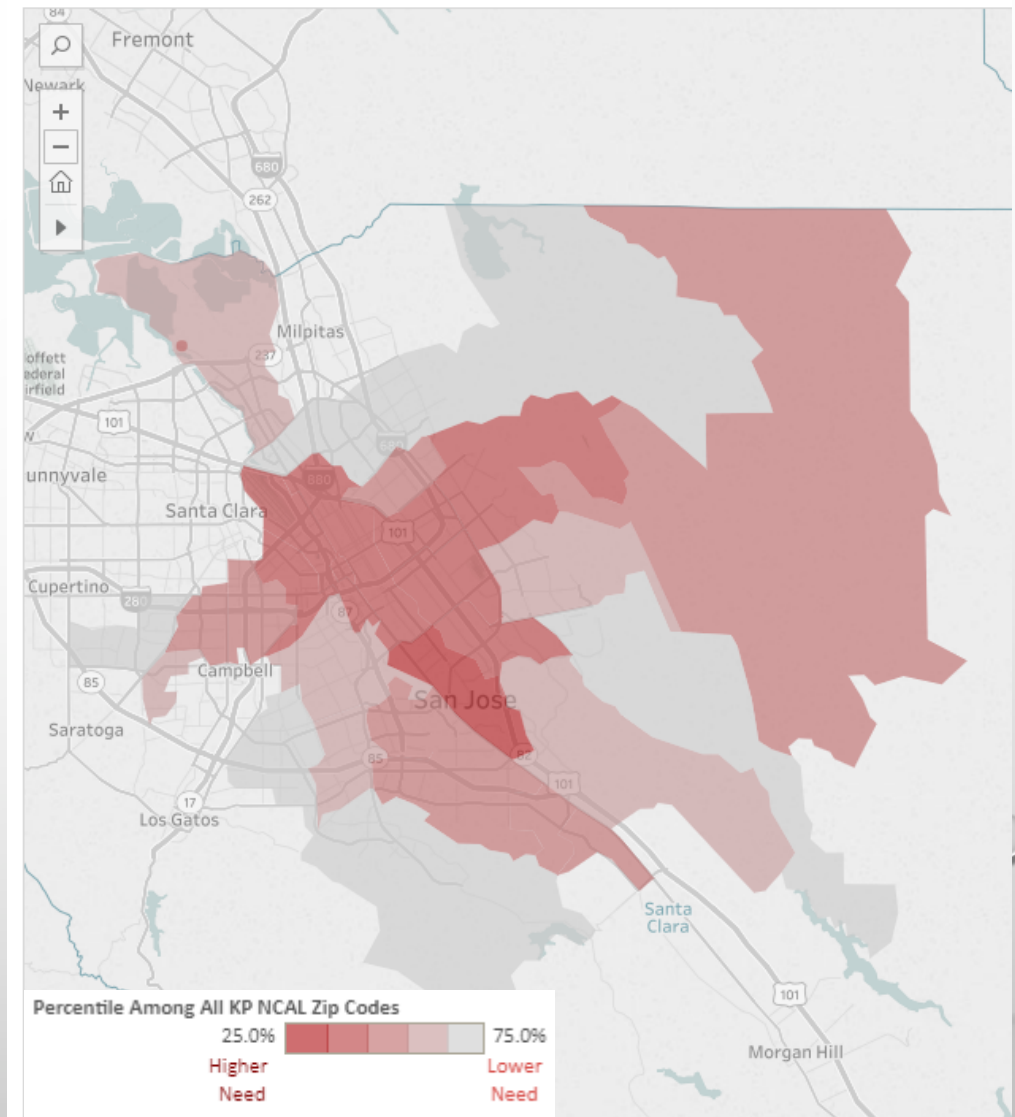 84
Fremont
Newark
+
−
680
262
Milpitas
237
offett
ederal
irfield
101
W
unnyvale
680
880
Santa Clara
101
Cupertino
280
87
Campbell
85
San Jose
Saratoga
85
82
101
17
Los Gatos
Santa
Clara
101
Morgan Hill
Percentile Among All KP NCAL Zip Codes
25.0% 75.0%
Higher Lower
Need Need